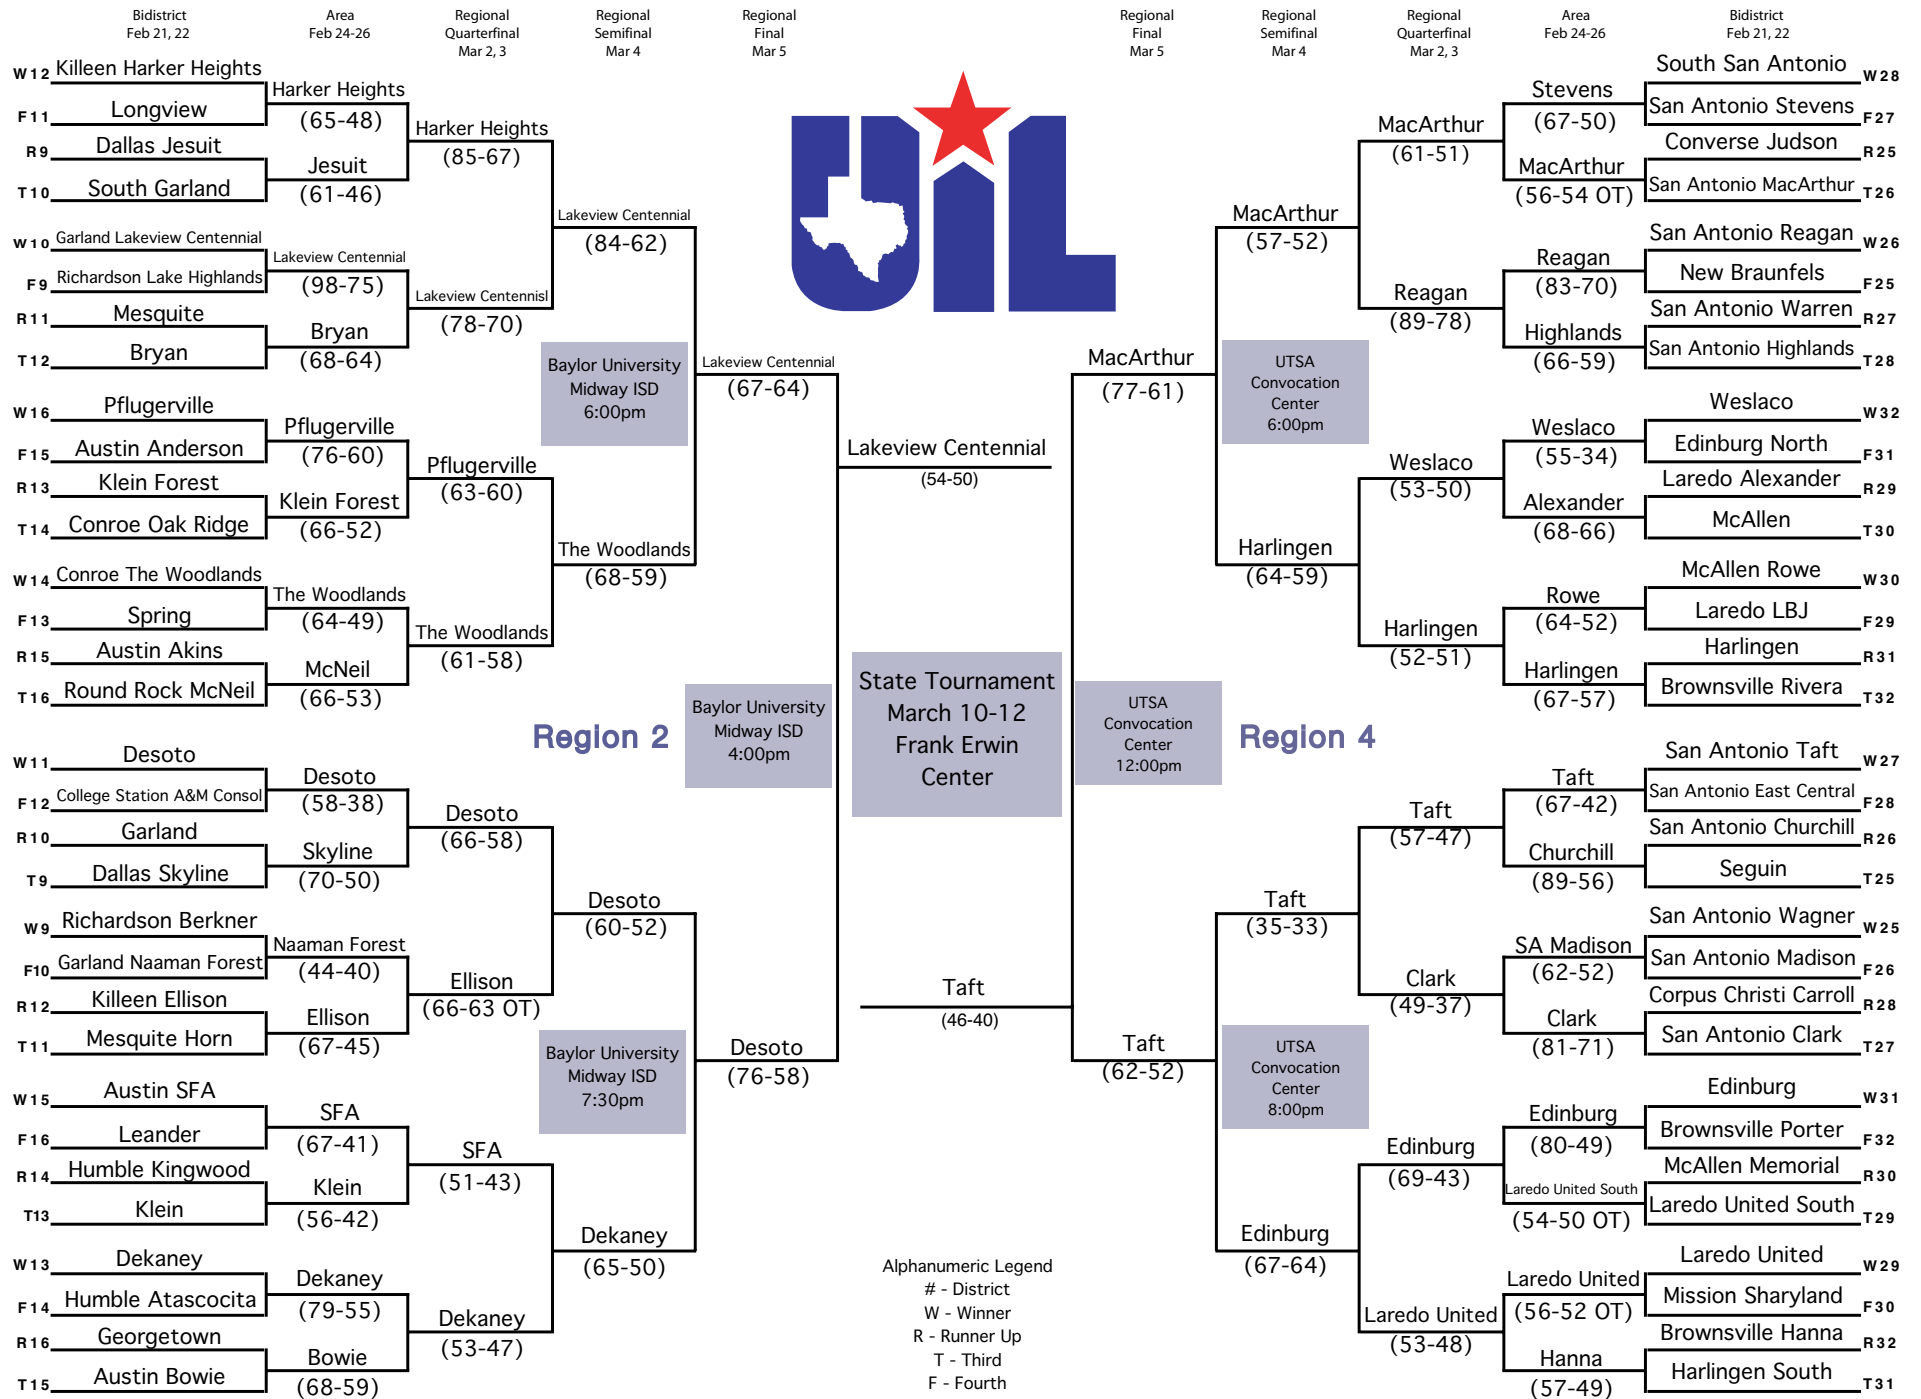 Bidistrict
Feb 21, 22
Area
Feb 24-26
Regional
Quarterfinal
Mar 2, 3
Regional
Semifinal
Mar 4
Regional
Final
Mar 5
Regional
Final
Mar 5
Regional
Semifinal
Mar 4
Regional
Quarterfinal
Mar 2, 3
Area
Feb 24-26
Bidistrict
Feb 21, 22
W12 Killeen Harker Heights
F11 Longview
R9 Dallas Jesuit
T10 South Garland
W10 Garland Lakeview Centennial
F9 Richardson Lake Highlands
R11 Mesquite
T12 Bryan
W16 Pflugerville
F15 Austin Anderson
R13 Klein Forest
T14 Conroe Oak Ridge
W14 Conroe The Woodlands
F13 Spring
R15 Austin Akins
T16 Round Rock McNeil
W11 Desoto
F12 College Station A&M Consol
R10 Garland
T9 Dallas Skyline
W9 Richardson Berkner
F10 Garland Naaman Forest
R12 Killeen Ellison
T11 Mesquite Horn
W15 Austin SFA
F16 Leander
R14 Humble Kingwood
T13 Klein
W13 Dekaney
F14 Humble Atascocita
R16 Georgetown
T15 Austin Bowie
Harker Heights
(65-48)
Jesuit
(61-46)
Lakeview Centennial
(98-75)
Bryan
(68-64)
Pflugerville
(76-60)
Klein Forest
(66-52)
The Woodlands
(64-49)
McNeil
(66-53)
Desoto
(58-38)
Skyline
(70-50)
Naaman Forest
(44-40)
Ellison
(67-45)
SFA
(67-41)
Klein
(56-42)
Dekaney
(79-55)
Bowie
(68-59)
Harker Heights
(85-67)
Lakeview Centennisl
(78-70)
Pflugerville
(63-60)
The Woodlands
(61-58)
Desoto
(66-58)
Ellison
(66-63 OT)
SFA
(51-43)
Dekaney
(53-47)
Lakeview Centennial
(84-62)
Baylor University
Midway ISD
6:00pm
The Woodlands
(68-59)
Region 2
Desoto
(60-52)
Baylor University
Midway ISD
7:30pm
Dekaney
(65-50)
Lakeview Centennial
(67-64)
Baylor University
Midway ISD
4:00pm
Desoto
(76-58)
UIL
Lakeview Centennial
(54-50)
State Tournament
March 10-12
Frank Erwin
Center
Taft
(46-40)
Alphanumeric Legend
# - District
W - Winner
R - Runner Up
T - Third
F - Fourth
MacArthur
(77-61)
UTSA
Convocation
Center
12:00pm
Taft
(62-52)
MacArthur
(57-52)
UTSA
Convocation
Center
6:00pm
Harlingen
(64-59)
Region 4
Taft
(35-33)
UTSA
Convocation
Center
8:00pm
Edinburg
(67-64)
MacArthur
(61-51)
Reagan
(89-78)
Weslaco
(53-50)
Harlingen
(52-51)
Taft
(57-47)
Clark
(49-37)
Edinburg
(69-43)
Laredo United
(53-48)
Stevens
(67-50)
MacArthur
(56-54 OT)
Reagan
(83-70)
Highlands
(66-59)
Weslaco
(55-34)
Alexander
(68-66)
Rowe
(64-52)
Harlingen
(67-57)
Taft
(67-42)
Churchill
(89-56)
SA Madison
(62-52)
Clark
(81-71)
Edinburg
(80-49)
Laredo United South
(54-50 OT)
Laredo United
(56-52 OT)
Hanna
(57-49)
South San Antonio W28
San Antonio Stevens F27
Converse Judson R25
San Antonio MacArthur T26
San Antonio Reagan W26
New Braunfels F25
San Antonio Warren R27
San Antonio Highlands T28
Weslaco W32
Edinburg North F31
Laredo Alexander R29
McAllen T30
McAllen Rowe W30
Laredo LBJ F29
Harlingen R31
Brownsville Rivera T32
San Antonio Taft W27
San Antonio East Central F28
San Antonio Churchill R26
Seguin T25
San Antonio Wagner W25
San Antonio Madison F26
Corpus Christi Carroll R28
San Antonio Clark T27
Edinburg W31
Brownsville Porter F32
McAllen Memorial R30
Laredo United South T29
Laredo United W29
Mission Sharyland F30
Brownsville Hanna R32
Harlingen South T31